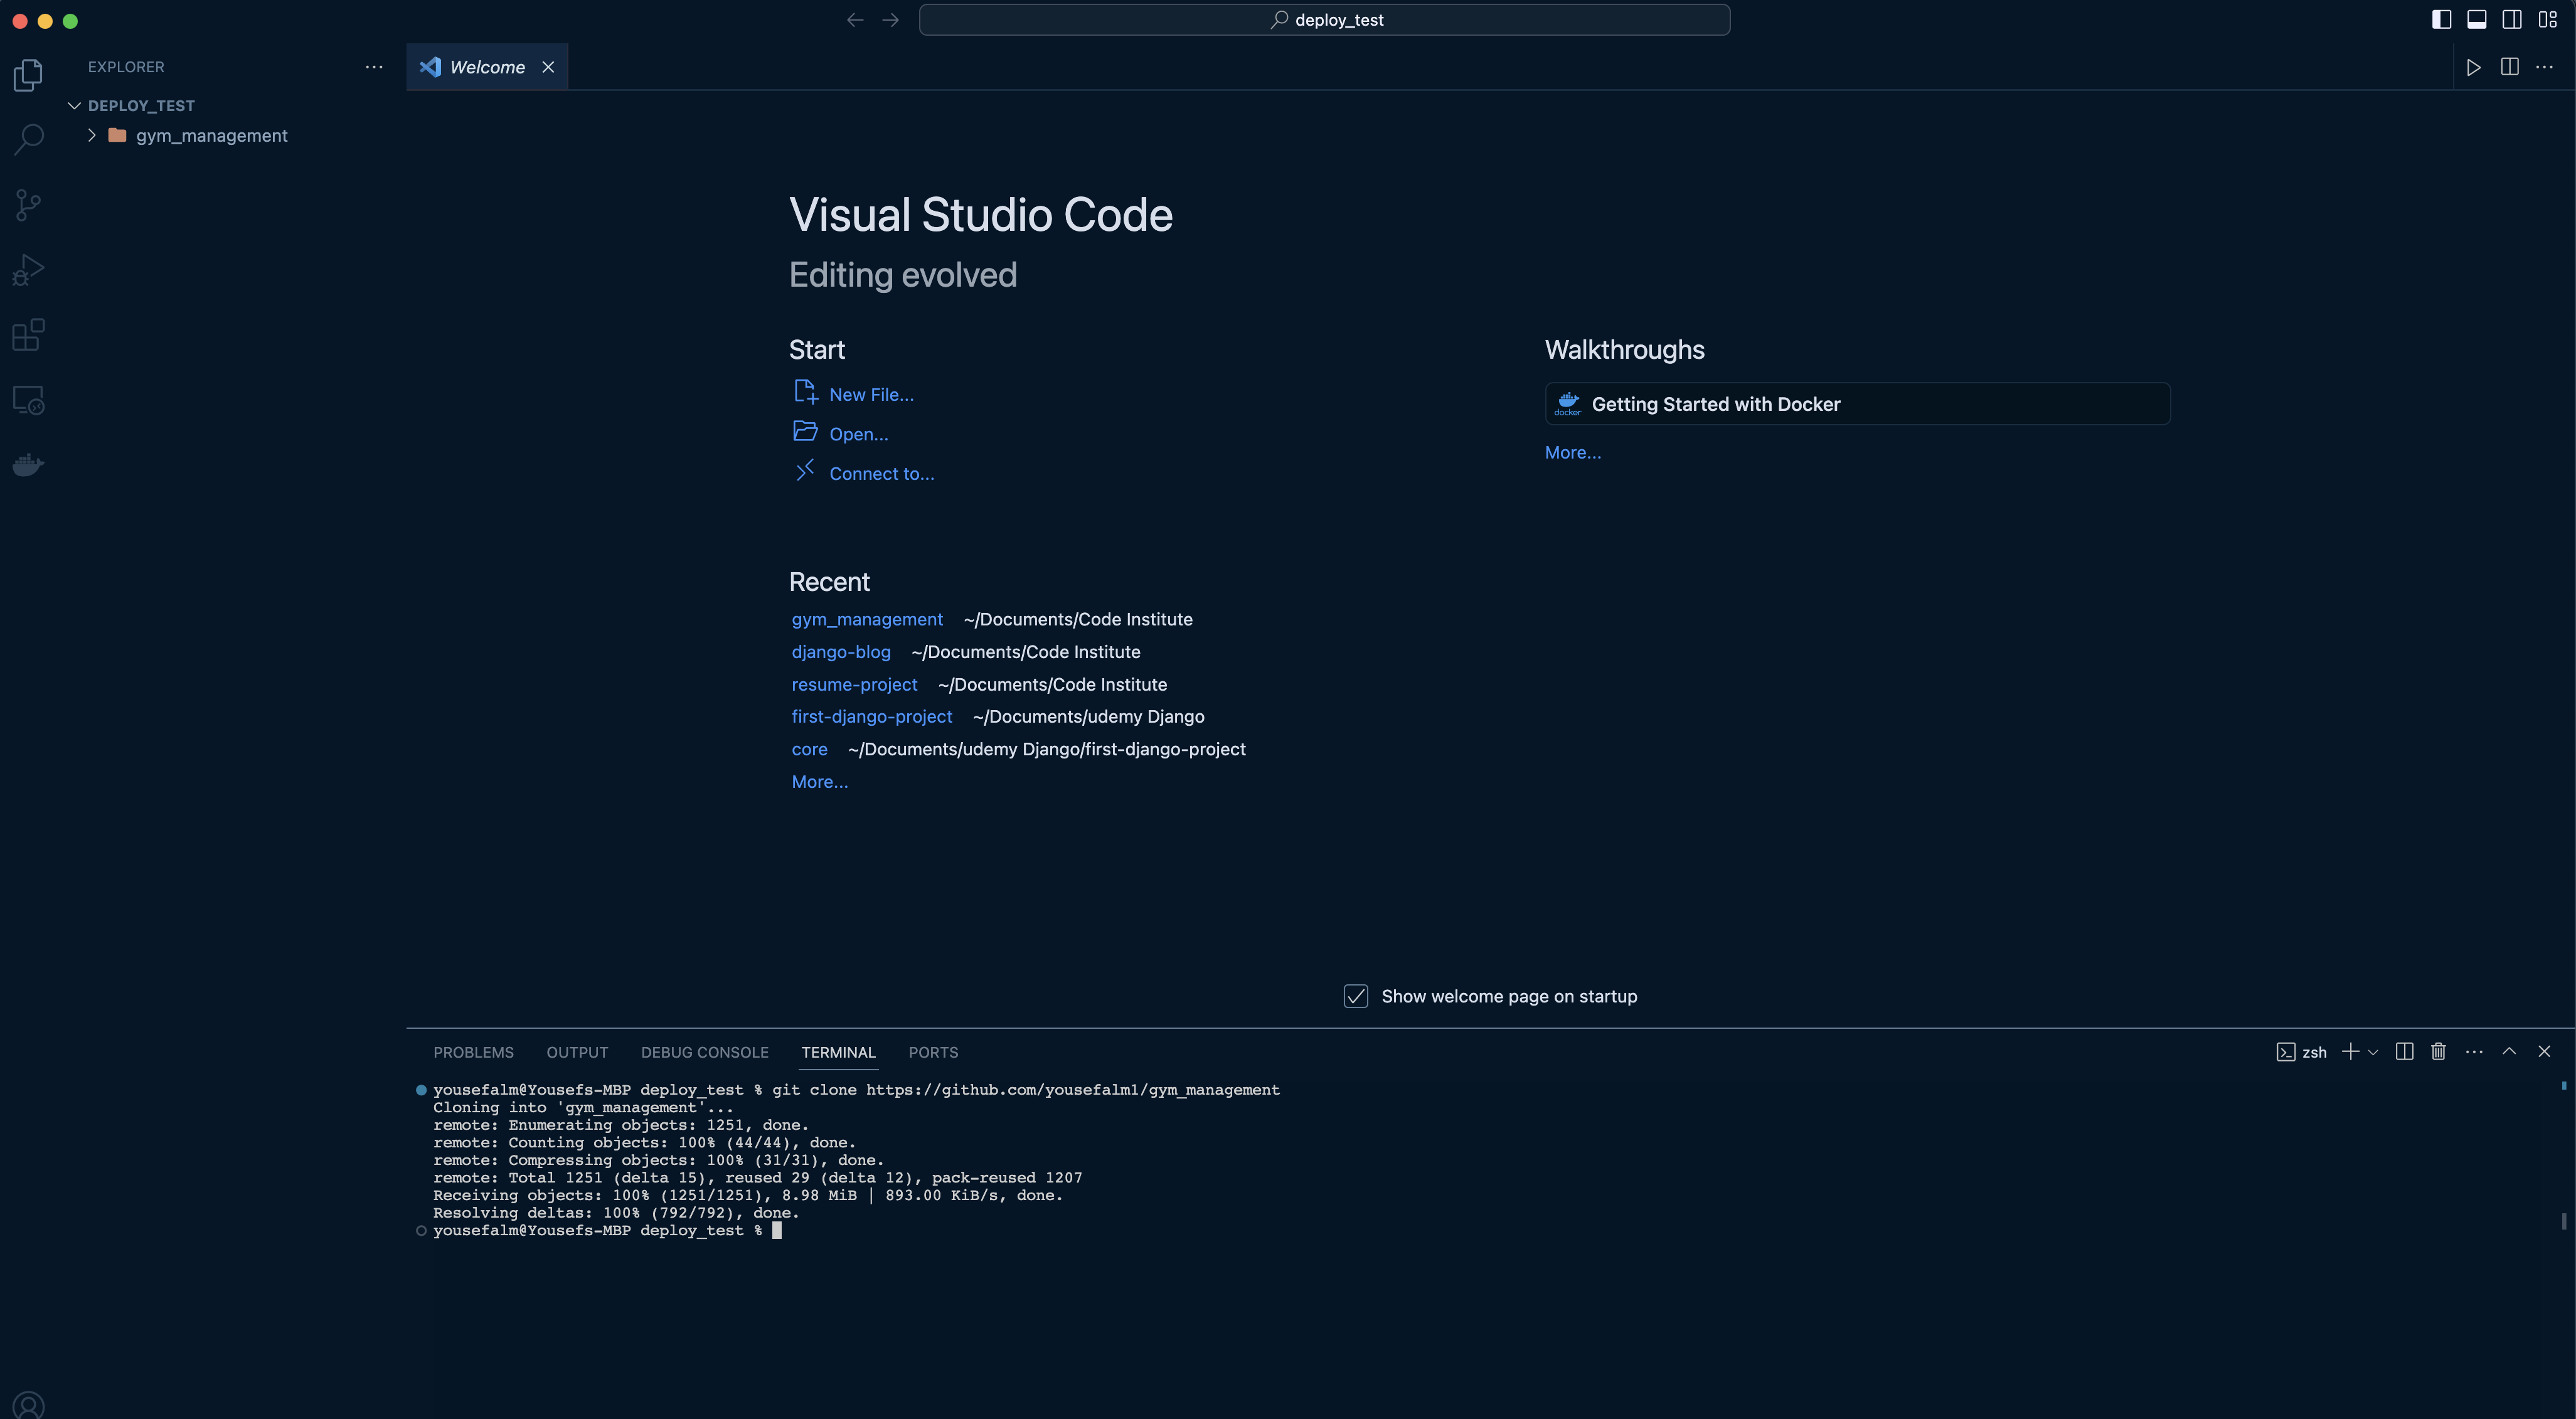 deploy_test
EXPLORER
DEPLOY_TEST
gym_management
Welcome
Visual Studio Code
Editing evolved
Start
New File...
Open...
Connect to...
Walkthroughs
docker
Getting Started with Docker
More...
Recent
gym_management ~/Documents/Code Institute
django-blog ~/Documents/Code Institute
resume-project ~/Documents/Code Institute
first-django-project ~/Documents/udemy Django
core ~/Documents/udemy Django/first-django-project
More...
Show welcome page on startup
PROBLEMS OUTPUT DEBUG CONSOLE TERMINAL PORTS
zsh
yousefalm@Yousefs-MBP deploy_test % git clone https://github.com/yousefalm1/gym_management
Cloning into 'gym_management'...
remote: Enumerating objects: 1251, done.
remote: Counting objects: 100% (44/44), done.
remote: Compressing objects: 100% (31/31), done.
remote: Total 1251 (delta 15), reused 29 (delta 12), pack-reused 1207
Receiving objects: 100% (1251/1251), 8.98 MiB | 893.00 KiB/s, done.
Resolving deltas: 100% (792/792), done.
yousefalm@Yousefs-MBP deploy_test %